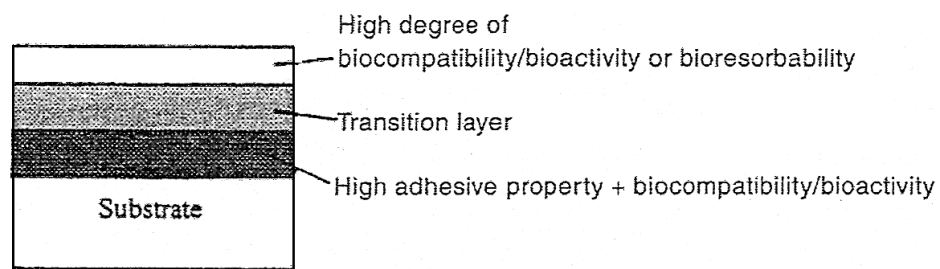 High degree of
biocompatibility/bioactivity or bioresorbability
Transition layer
High adhesive property + biocompatibility/bioactivity
Substrate